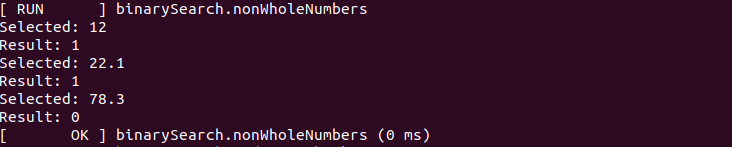 [ RUN      ] binarySearch.nonWholeNumbers
Selected: 12
Result: 1
Selected: 22.1
Result: 1
Selected: 78.3
Result: 0
[       OK ] binarySearch.nonWholeNumbers (0 ms)